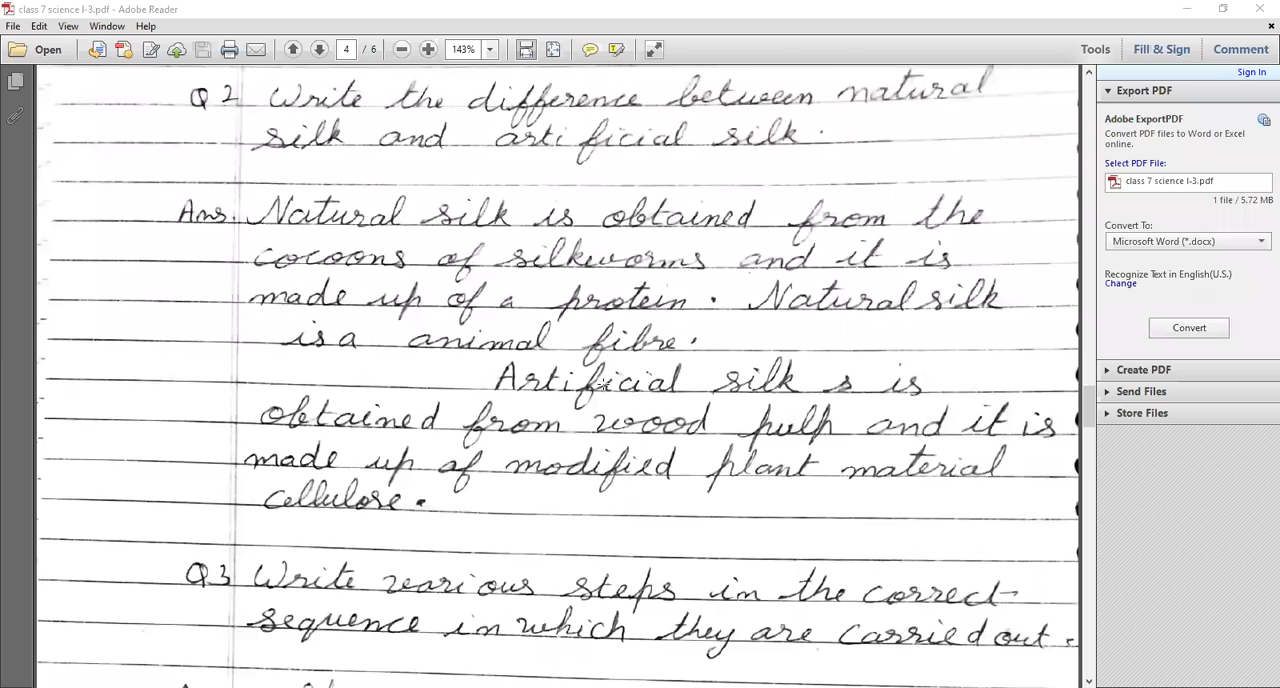 class 7 science I-3.pdf - Adobe Reader
File Edit View Window Help
Open 4 / 6 143% Tools Fill & Sign Comment
Sign In
Export PDF
Adobe ExportPDF
Convert PDF files to Word or Excel
online.
Select PDF File:
class 7 science I-3.pdf
1 file / 5.72 MB
Convert To:
Microsoft Word (*.docx)
Recognize Text in English(U.S.)
Change
Convert
Create PDF
Send Files
Store Files
Q 2 Write the difference between natural
silk and artificial silk.
Ans. Natural silk is obtained from the
cocoons of silkworms and it is
made up of a protein. Natural silk
is a animal fibre.
Artificial silk s is
obtained from wood pulp and it is
made up of modified plant material
cellulose.
Q3 Write vearious steps in the correct
sequence in which they are carried out.